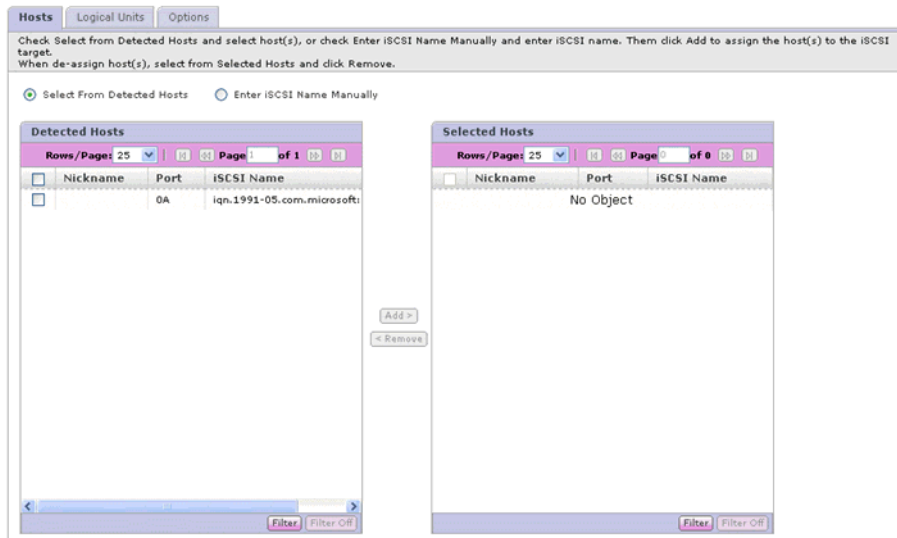 Hosts Logical Units Options
Check Select from Detected Hosts and select host(s), or check Enter iSCSI Name Manually and enter iSCSI name. Them click Add to assign the host(s) to the iSCSI
target.
When de-assign host(s), select from Selected Hosts and click Remove.
Select From Detected Hosts Enter iSCSI Name Manually
Detected Hosts
Rows/Page: 25 Page 1 of 1
Nickname Port iSCSI Name
0A iqn.1991-05.com.microsoft:
Filter Filter Off
Add >
< Remove
Selected Hosts
Rows/Page: 25 Page 0 of 0
Nickname Port iSCSI Name
No Object
Filter Filter Off